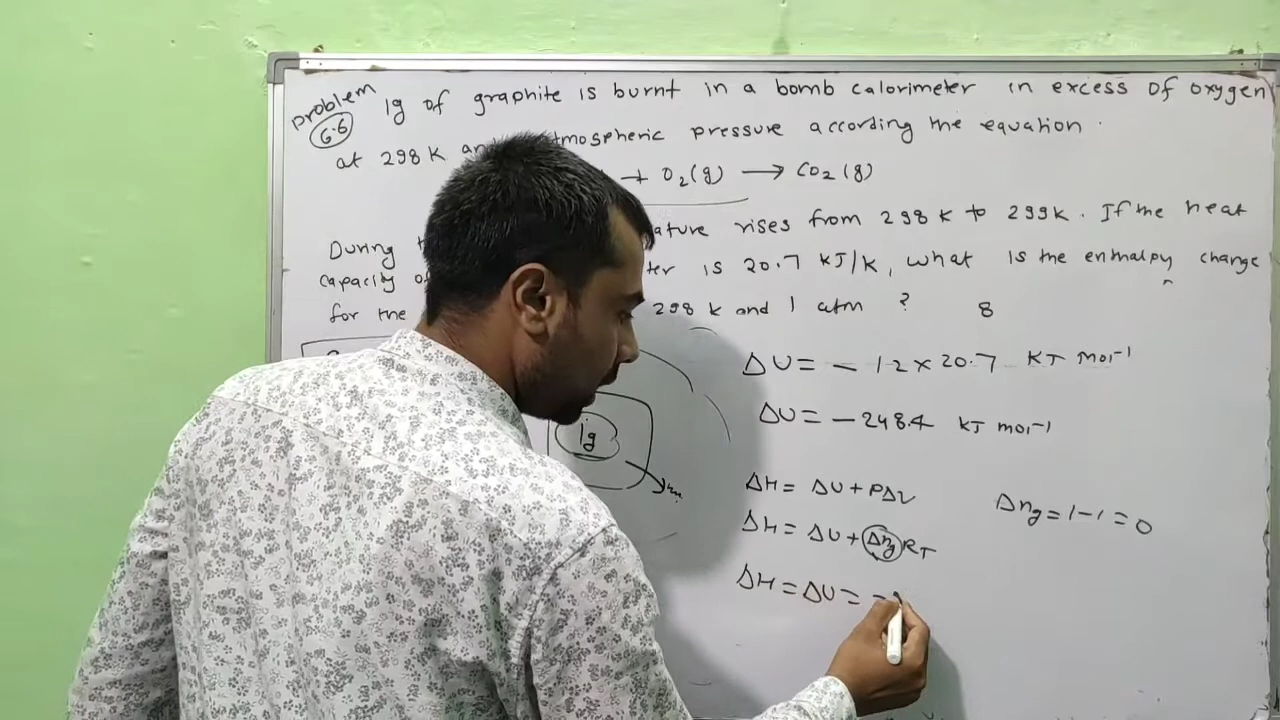 problem 6.6 1g of graphite is burnt in a bomb calorimeter in excess of oxygen
at 298 K tmospheric pressure according the equation.
+ O2(g) → CO2(g)
During ature rises from 298 K to 299K. If the heat
capacity ter is 20.7 KJ/K, what is the enthalpy change
for the 298 K and 1 atm ? 8
ΔU = - 12 × 20.7 KJ mol-1
ΔU = - 248.4 KJ mol-1
1g
ΔH = ΔU + PΔV
Δng = 1-1 = 0
ΔH = ΔU + Δng RT
ΔH = ΔU = -